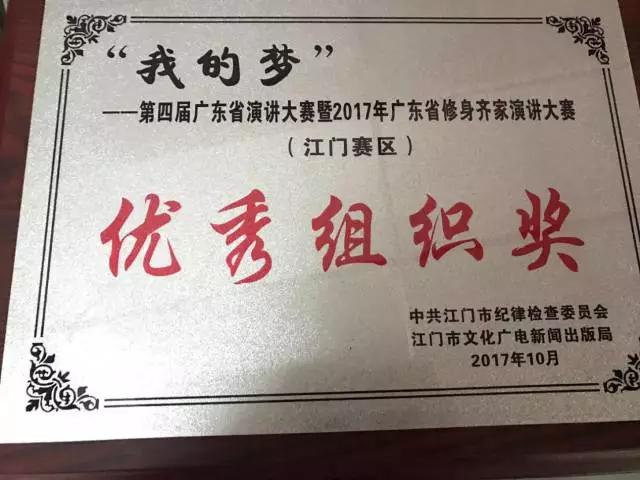 “我的梦”
——第四届广东省演讲大赛暨2017年广东省修身齐家演讲大赛
（江门赛区）
优秀组织奖
中共江门市纪律检查委员会
江门市文化广电新闻出版局
2017年10月